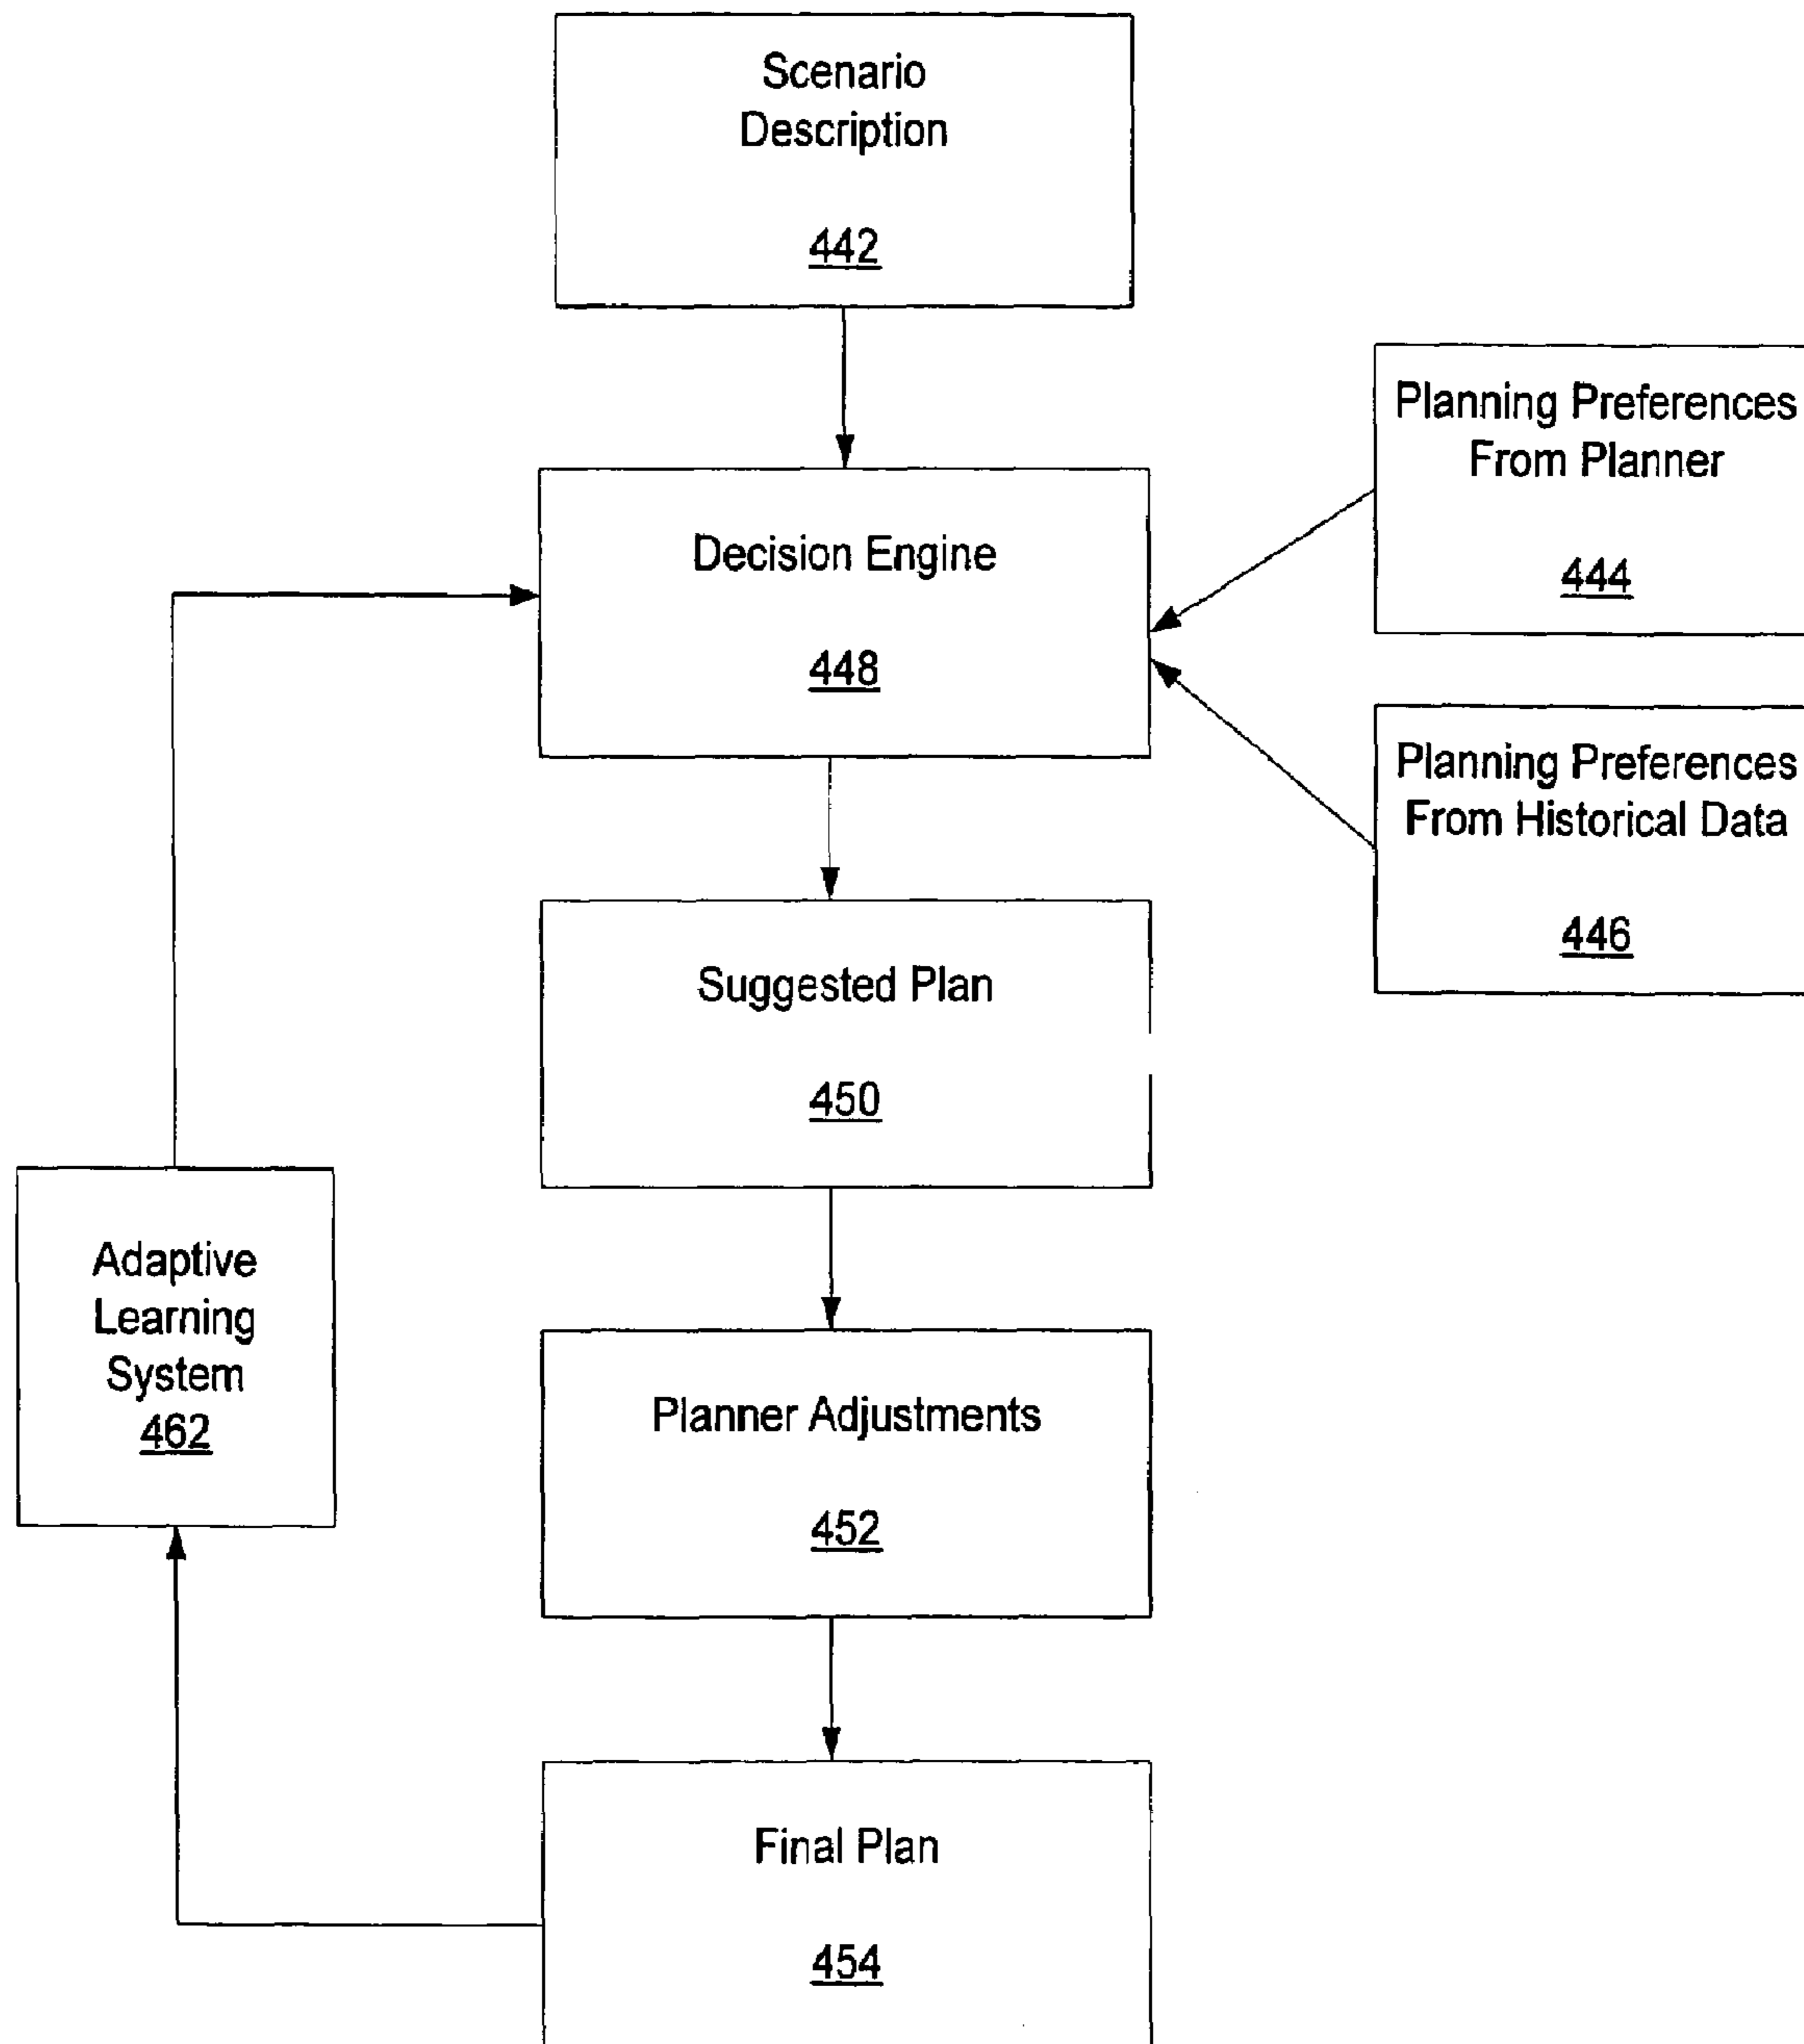 Scenario
Description
442
Planning Preferences
From Planner
444
Decision Engine
448
Planning Preferences
From Historical Data
446
Suggested Plan
450
Adaptive
Learning
System
462
Planner Adjustments
452
Final Plan
454